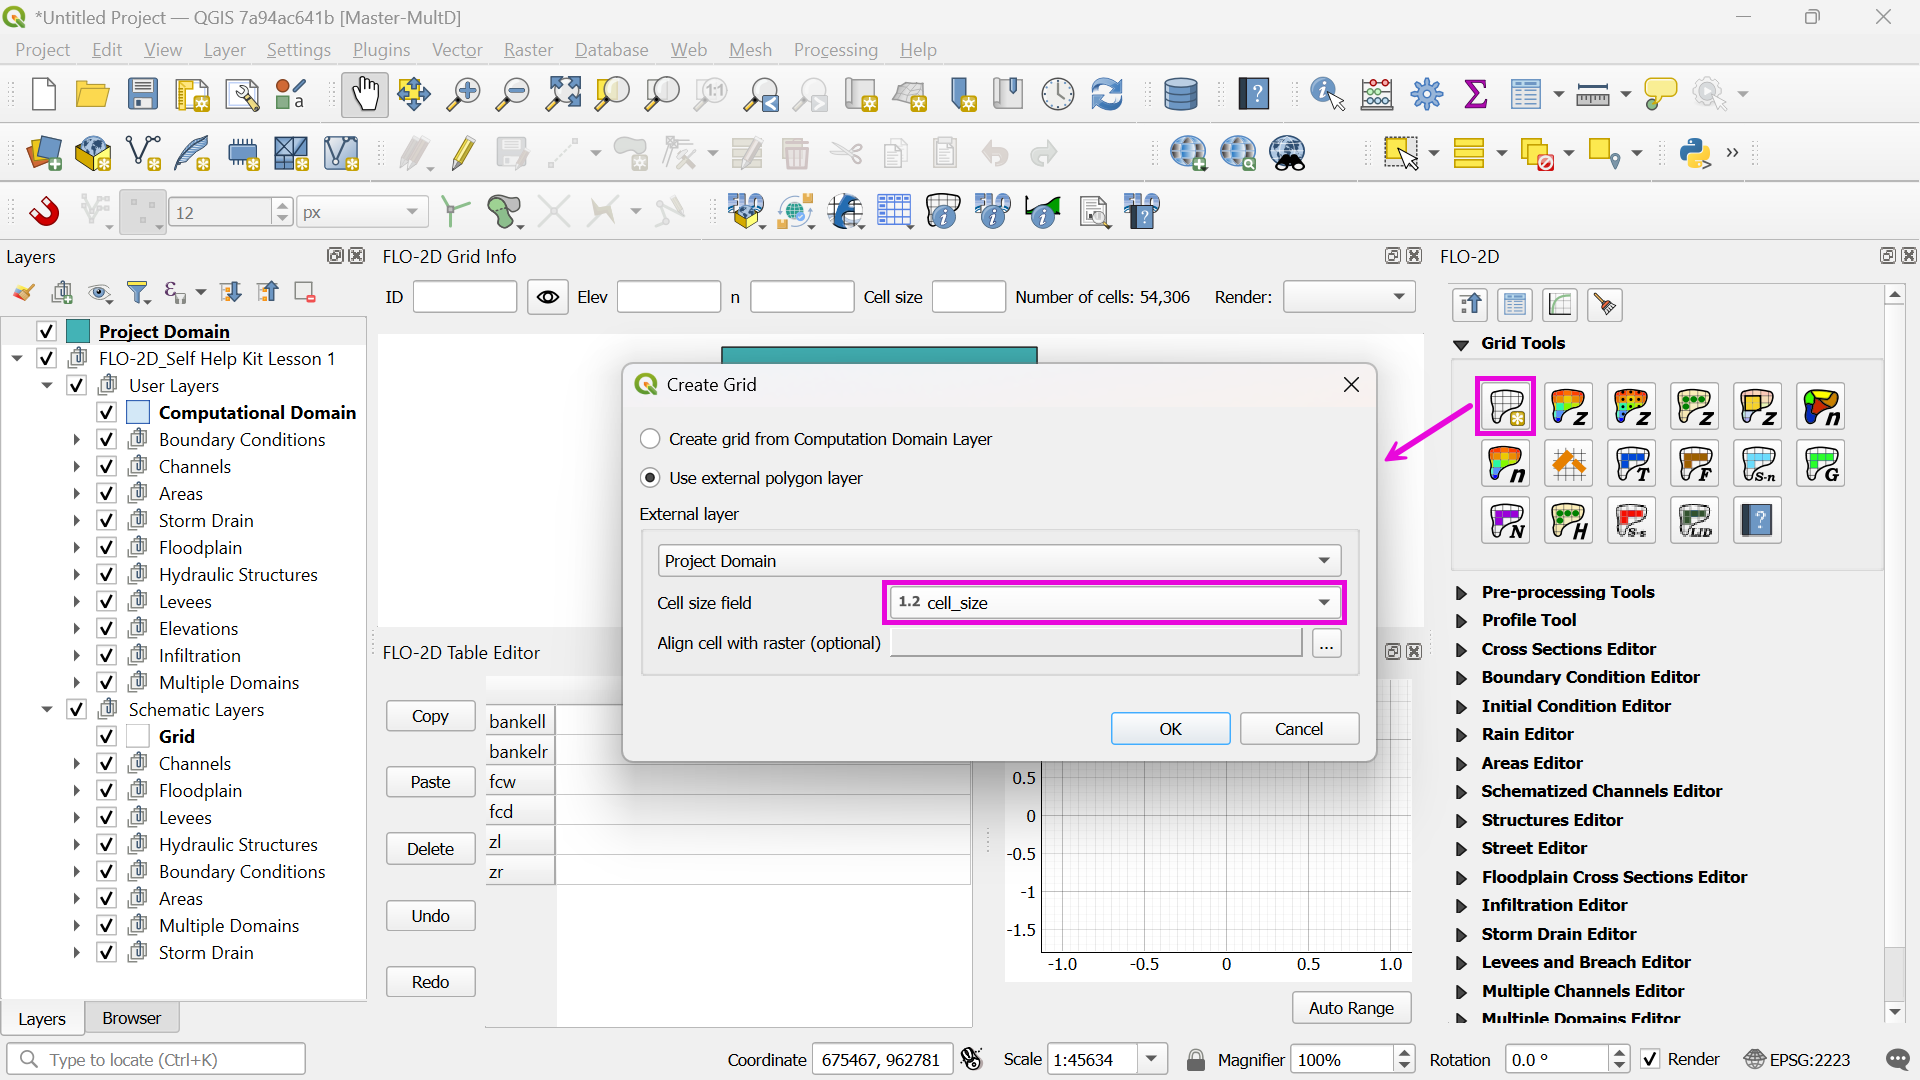 *Untitled Project — QGIS 7a94ac641b [Master-MultD]
Project Edit View Layer Settings Plugins Vector Raster Database Web Mesh Processing Help
12 px
Layers
FLO-2D Grid Info
FLO-2D
ID
Elev
n
Cell size
Number of cells: 54,306
Render:
Project Domain
FLO-2D_Self Help Kit Lesson 1
User Layers
Computational Domain
Boundary Conditions
Channels
Areas
Storm Drain
Floodplain
Hydraulic Structures
Levees
Elevations
Infiltration
Multiple Domains
Schematic Layers
Grid
Channels
Floodplain
Levees
Hydraulic Structures
Boundary Conditions
Areas
Multiple Domains
Storm Drain
Layers Browser
Create Grid
Create grid from Computation Domain Layer
Use external polygon layer
External layer
Project Domain
Cell size field
1.2 cell_size
Align cell with raster (optional)
...
OK Cancel
FLO-2D Table Editor
Copy
Paste
Delete
Undo
Redo
bankell
bankelr
fcw
fcd
zl
zr
0.5
0
-0.5
-1
-1.5
-1.0 -0.5 0 0.5 1.0
Auto Range
Grid Tools
Z Z Z Z n
n T F S-n G
N H S-s LID ?
Pre-processing Tools
Profile Tool
Cross Sections Editor
Boundary Condition Editor
Initial Condition Editor
Rain Editor
Areas Editor
Schematized Channels Editor
Structures Editor
Street Editor
Floodplain Cross Sections Editor
Infiltration Editor
Storm Drain Editor
Levees and Breach Editor
Multiple Channels Editor
Multiple Domains Editor
Type to locate (Ctrl+K)
Coordinate 675467, 962781
Scale 1:45634
Magnifier 100%
Rotation 0.0 °
Render
EPSG:2223